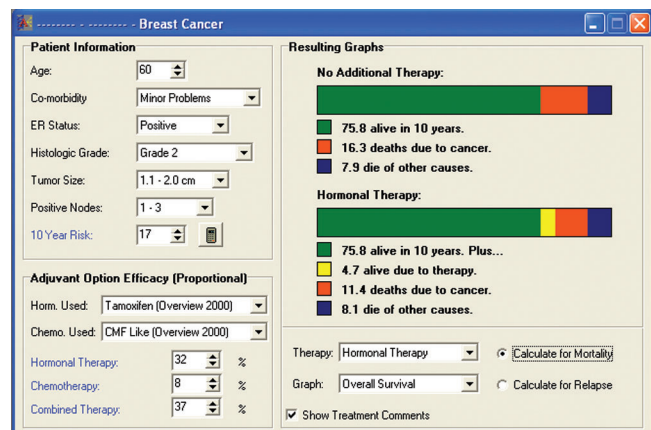 -------- - -------- - Breast Cancer
Patient Information
Age: 60
Co-morbidity Minor Problems
ER Status: Positive
Histologic Grade: Grade 2
Tumor Size: 1.1 - 2.0 cm
Positive Nodes: 1 - 3
10 Year Risk: 17
Adjuvant Option Efficacy (Proportional)
Horm. Used: Tamoxifen (Overview 2000)
Chemo. Used: CMF Like (Overview 2000)
Hormonal Therapy: 32 %
Chemotherapy: 8 %
Combined Therapy: 37 %
Resulting Graphs
No Additional Therapy:
75.8 alive in 10 years.
16.3 deaths due to cancer.
7.9 die of other causes.
Hormonal Therapy:
75.8 alive in 10 years. Plus...
4.7 alive due to therapy.
11.4 deaths due to cancer.
8.1 die of other causes.
Therapy: Hormonal Therapy Calculate for Mortality
Graph: Overall Survival Calculate for Relapse
Show Treatment Comments